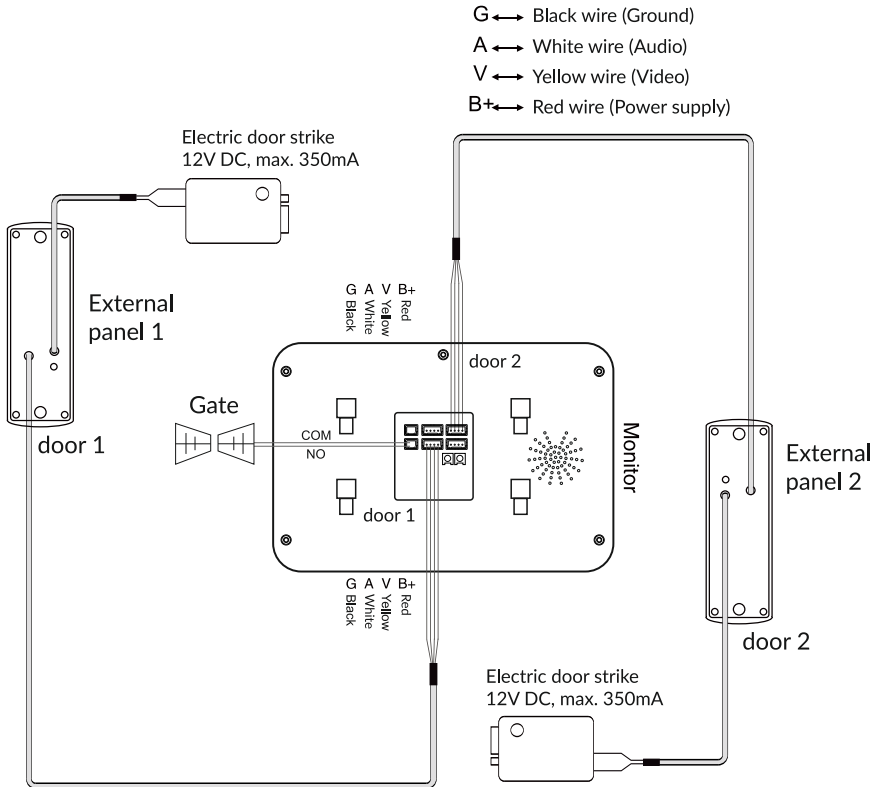 G ↔ Black wire (Ground)
A ↔ White wire (Audio)
V ↔ Yellow wire (Video)
B+ ↔ Red wire (Power supply)
Electric door strike
12V DC, max. 350mA
External
panel 1
door 1
G A V B+
Black White Yellow Red
door 2
Gate
COM
NO
Monitor
door 1
External
panel 2
door 2
G A V B+
Black White Yellow Red
Electric door strike
12V DC, max. 350mA